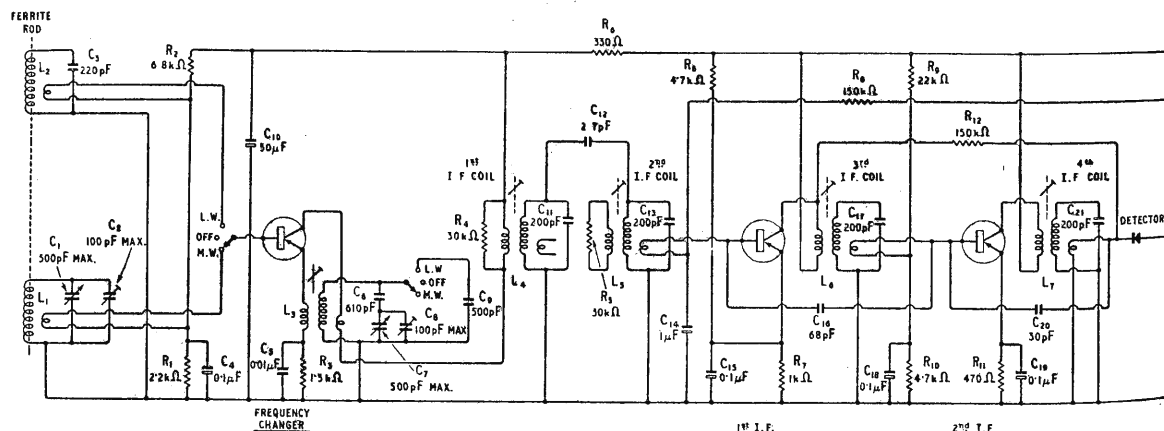 FERRITE
ROD
L2
C3
220pF
R2
6.8kΩ
R6
330Ω
R8
4.7kΩ
R9
22kΩ
R8
150kΩ
R12
150kΩ
C10
50μF
C12
2.7pF
1ST
I.F COIL
2ND
I.F COIL
3RD
I.F. COIL
4th
I.F. COIL
C1
500pF MAX.
C2
100pF MAX.
L.W.
OFF
M.W.
R4
30kΩ
C11
200pF
C13
200pF
C17
200pF
C21
200pF
DETECTOR
L1
L3
L.W
OFF
M.W.
C6
610pF
C8
100pF MAX
C9
500pF
C7
500pF MAX.
L4
L5
R5
30kΩ
L6
L7
C16
68pF
C20
30pF
R1
2.2kΩ
C4
0.1μF
C5
0.01μF
R3
1.5kΩ
C14
1μF
C15
0.1μF
R7
1kΩ
C18
0.1μF
R10
4.7kΩ
R11
470Ω
C19
0.1μF
FREQUENCY
CHANGER
1ST I.F.
2nd I.F.